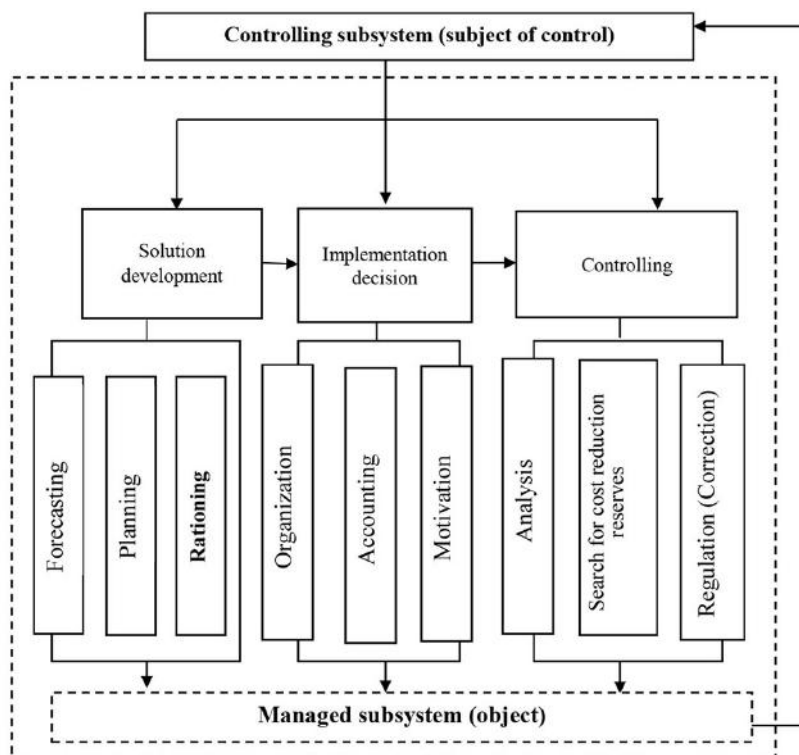 Controlling subsystem (subject of control)
Solution
development
Implementation
decision
Controlling
Forecasting
Planning
Rationing
Organization
Accounting
Motivation
Analysis
Search for cost reduction
reserves
Regulation (Correction)
Managed subsystem (object)